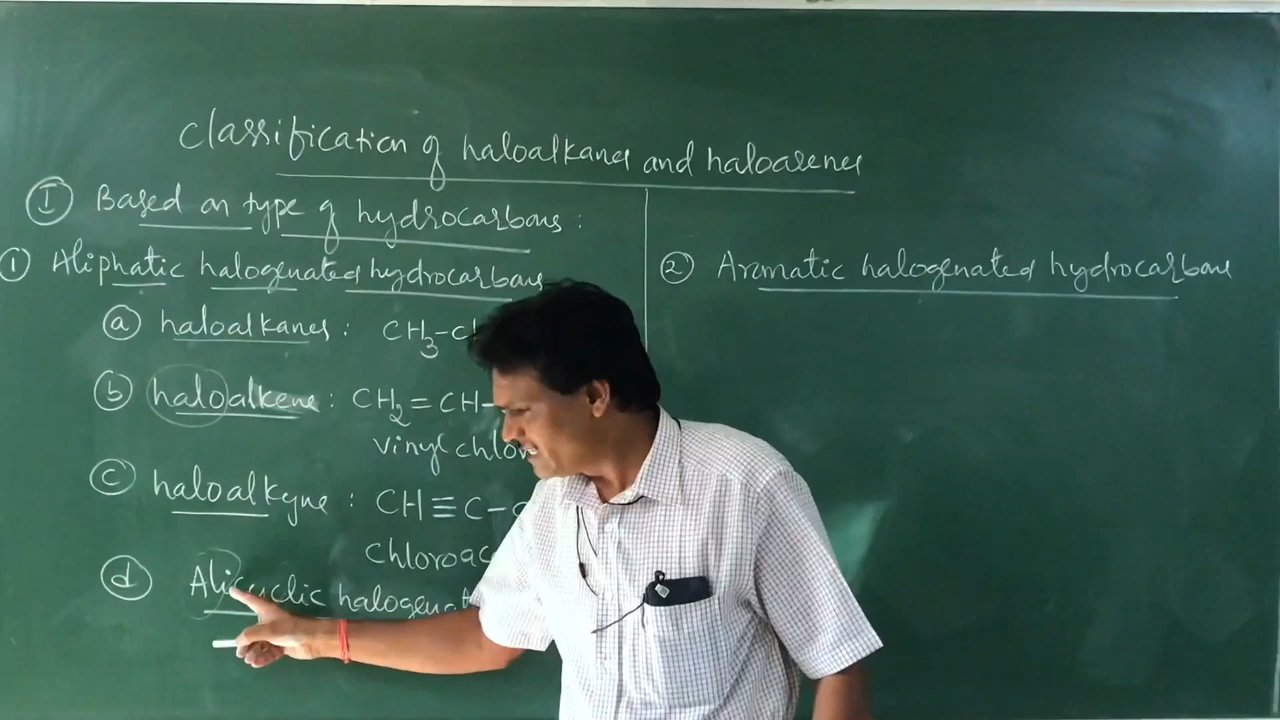 Classification of haloalkanes and haloarenes
I Based on type of hydrocarbons :
1 Aliphatic halogenated hydrocarbons
2 Aromatic halogenated hydrocarbons
a haloalkanes : CH3-Cl
b haloalkene : CH2=CH-
vinyl chlor
c haloalkyne : CH≡C-C
chloroac
d Alicyclic halogenat